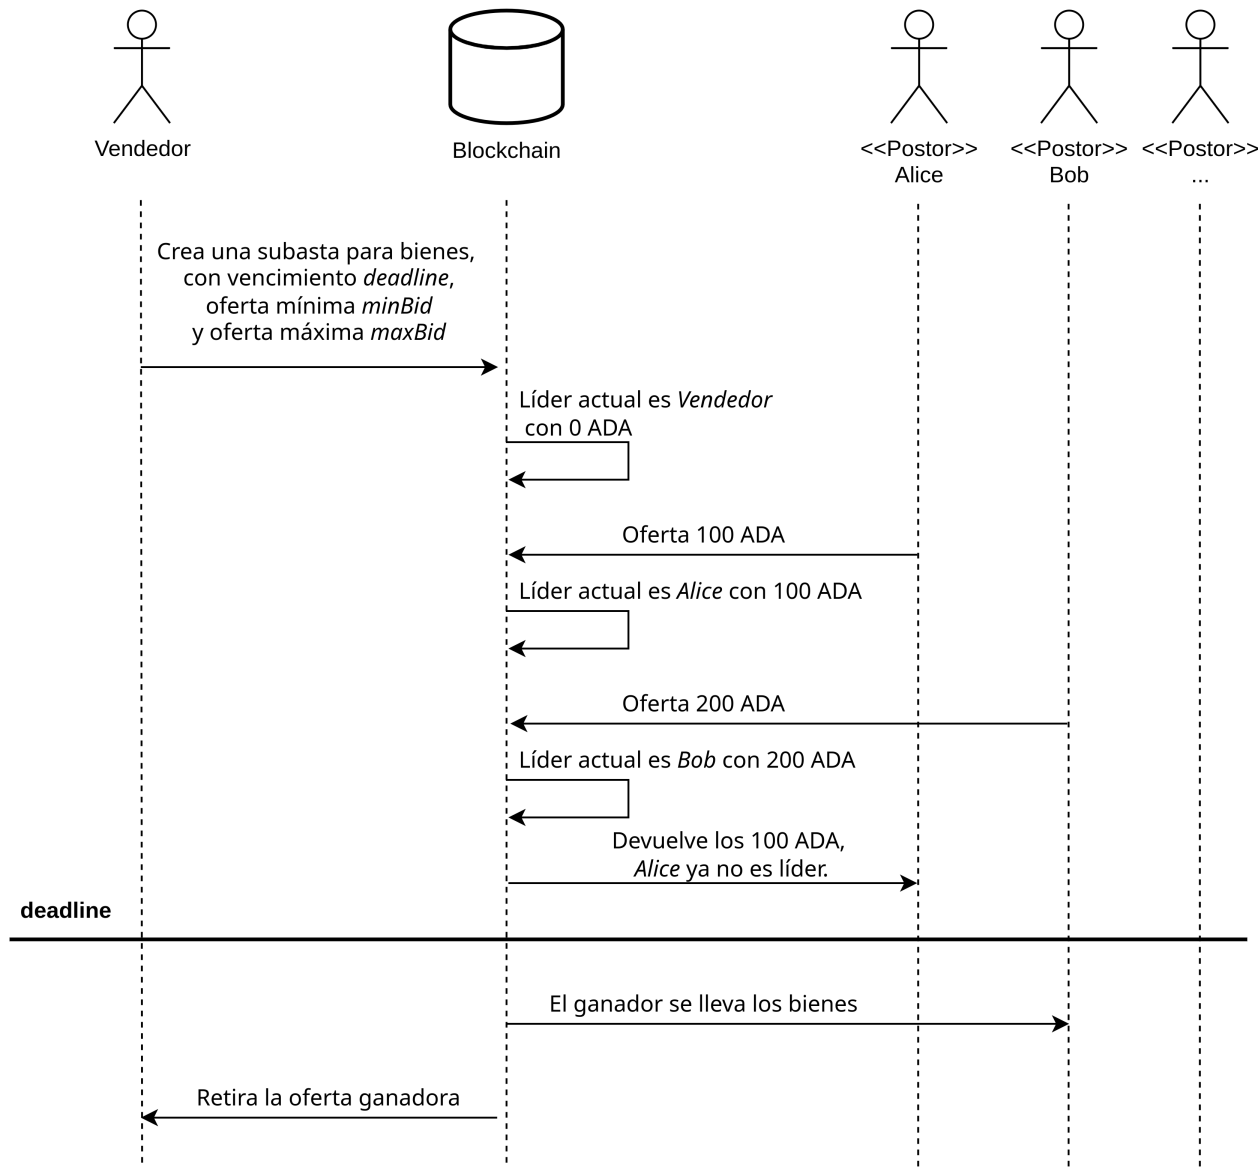 Vendedor
Blockchain
<<Postor>>
Alice
<<Postor>>
Bob
<<Postor>>
...
Crea una subasta para bienes,
con vencimiento deadline,
oferta mínima minBid
y oferta máxima maxBid
Líder actual es Vendedor
con 0 ADA
Oferta 100 ADA
Líder actual es Alice con 100 ADA
Oferta 200 ADA
Líder actual es Bob con 200 ADA
Devuelve los 100 ADA,
Alice ya no es líder.
deadline
El ganador se lleva los bienes
Retira la oferta ganadora